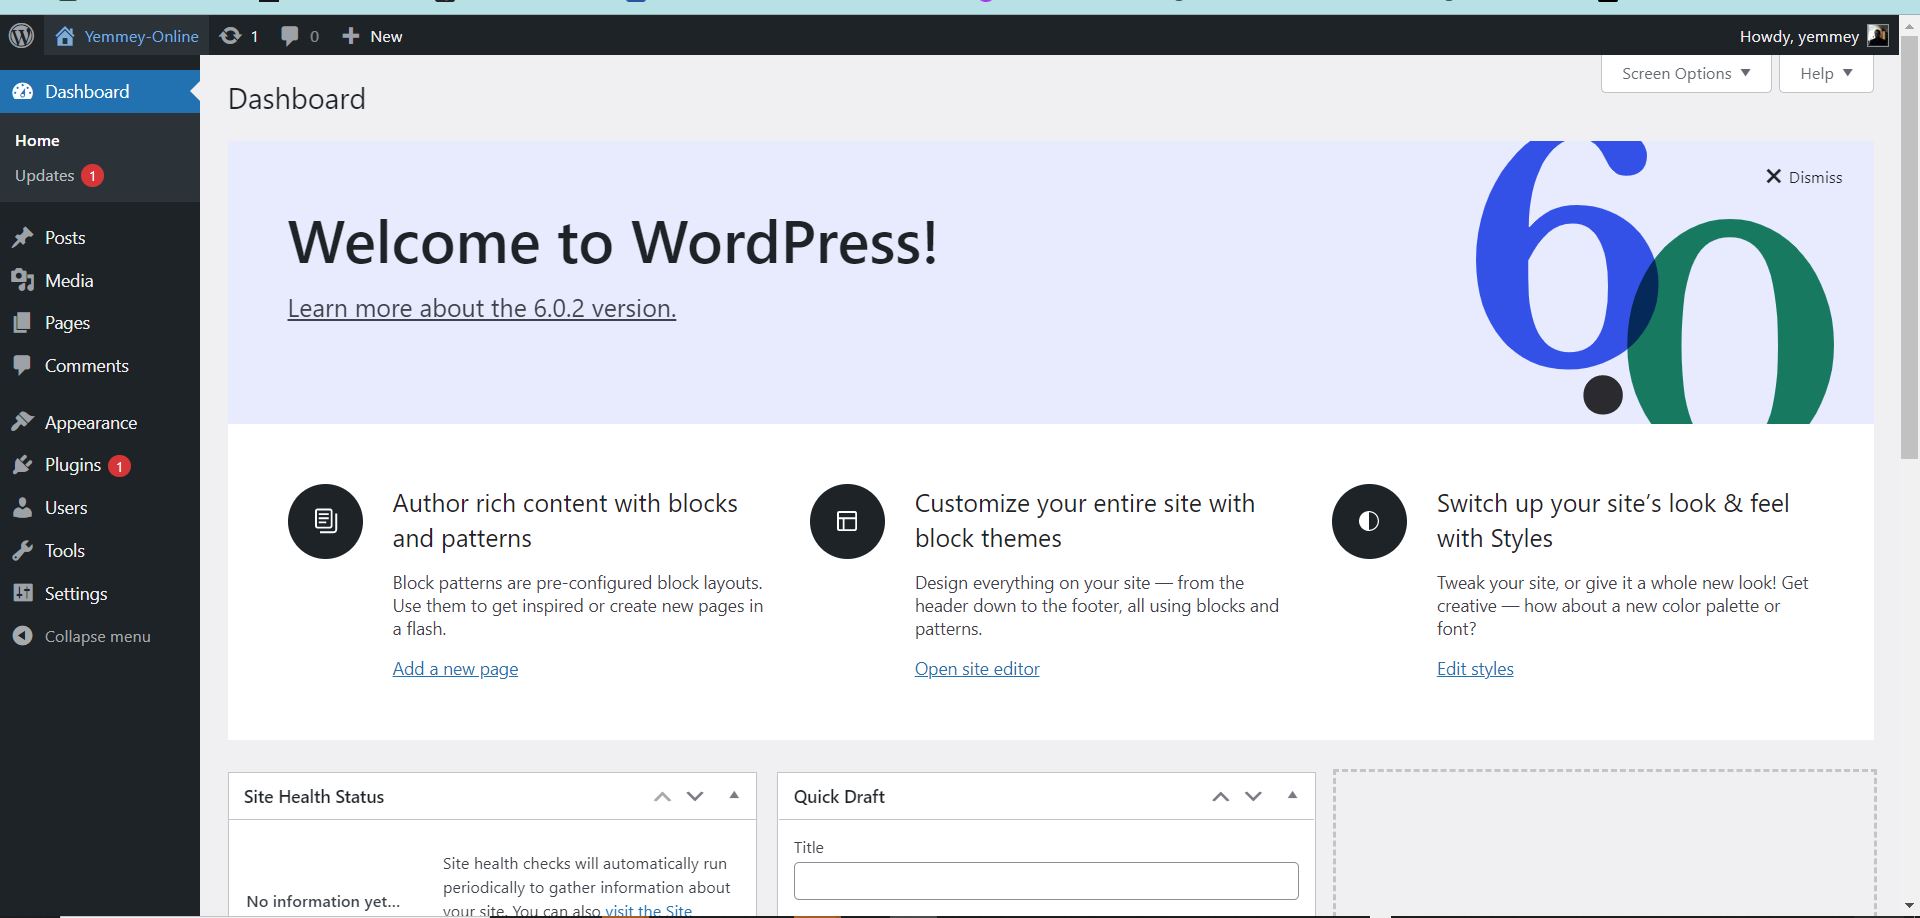 Yemmey-Online
1
0
New
Howdy, yemmey
Dashboard
Home
Updates 1
Posts
Media
Pages
Comments
Appearance
Plugins 1
Users
Tools
Settings
Collapse menu
Screen Options
Help
Dashboard
Dismiss
6.0
Welcome to WordPress!
Learn more about the 6.0.2 version.
Author rich content with blocks
and patterns
Block patterns are pre-configured block layouts.
Use them to get inspired or create new pages in
a flash.
Add a new page
Customize your entire site with
block themes
Design everything on your site — from the
header down to the footer, all using blocks and
patterns.
Open site editor
Switch up your site’s look & feel
with Styles
Tweak your site, or give it a whole new look! Get
creative — how about a new color palette or
font?
Edit styles
Site Health Status
No information yet...
Site health checks will automatically run
periodically to gather information about
your site. You can also visit the Site
Quick Draft
Title